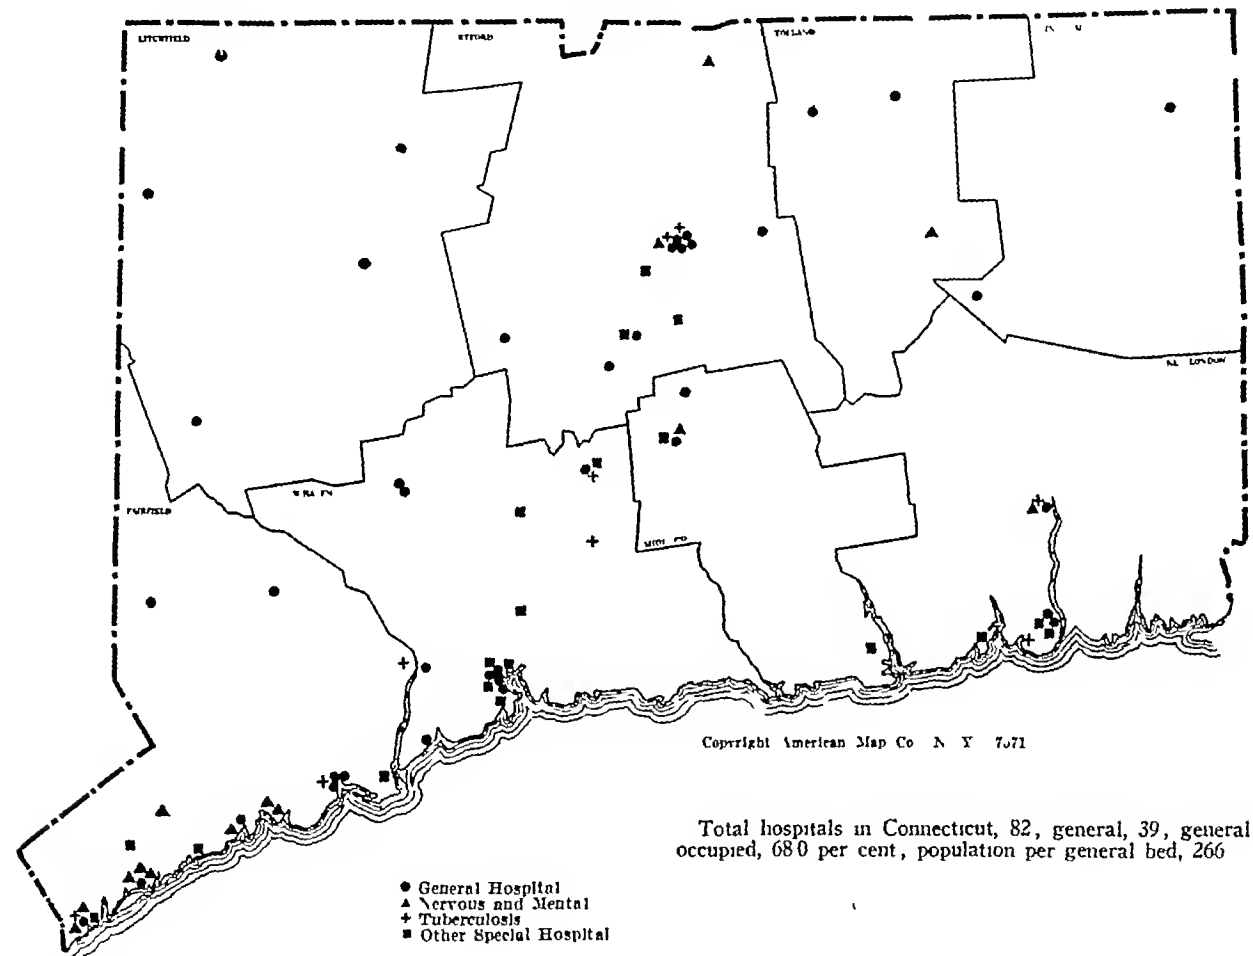 LITCHFIELD
TOLLAND
FAIRFIELD
Copyright American Map Co N Y
Total hospitals in Connecticut, 82, general, 39, general
occupied, 68 0 per cent, population per general bed, 266
General Hospital
Nervous and Mental
Tuberculosis
Other Special Hospital
LONDON